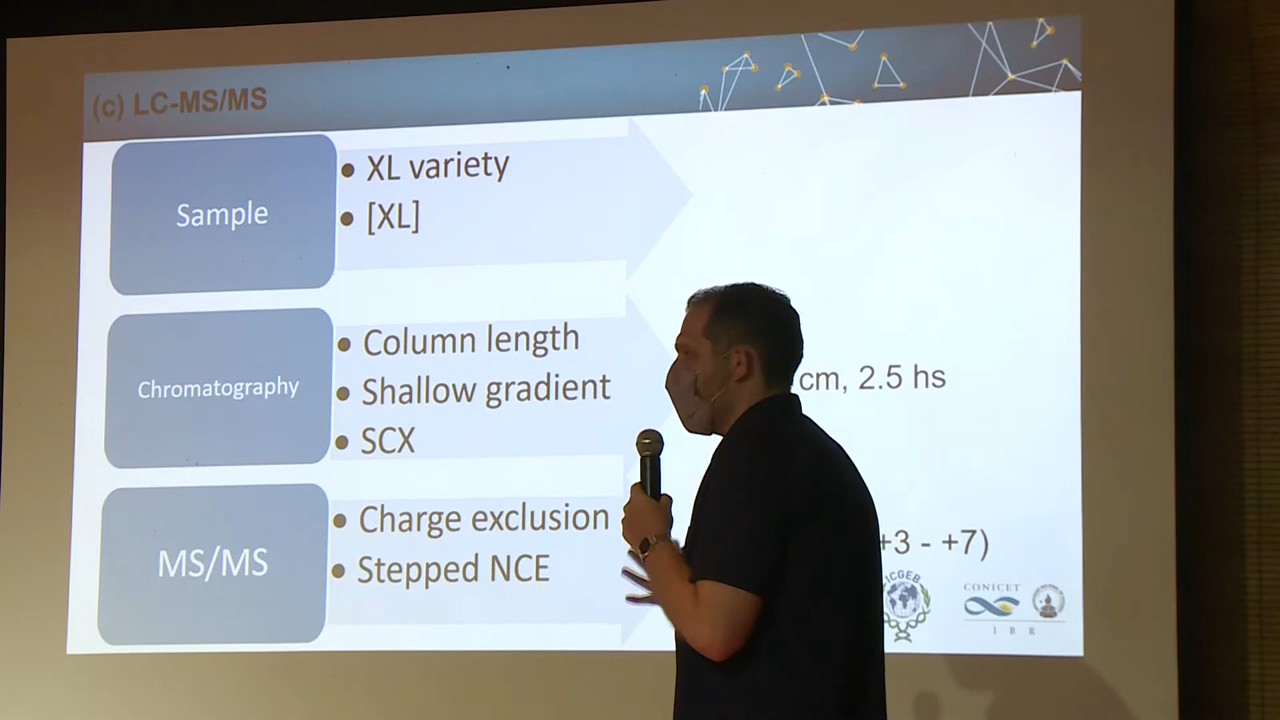 (c) LC-MS/MS
Sample
• XL variety
• [XL]
Chromatography
• Column length
• Shallow gradient
• SCX
cm, 2.5 hs
MS/MS
• Charge exclusion
• Stepped NCE
+3 - +7)
ICGEB
CONICET
I B R